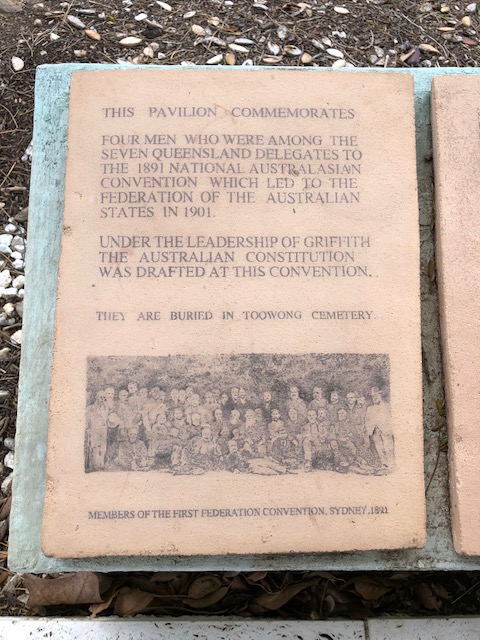 THIS PAVILION COMMEMORATES
FOUR MEN WHO WERE AMONG THE
SEVEN QUEENSLAND DELEGATES TO
THE 1891 NATIONAL AUSTRALASIAN
CONVENTION WHICH LED TO THE
FEDERATION OF THE AUSTRALIAN
STATES IN 1901.
UNDER THE LEADERSHIP OF GRIFFITH
THE AUSTRALIAN CONSTITUTION
WAS DRAFTED AT THIS CONVENTION.
THEY ARE BURIED IN TOOWONG CEMETERY.
MEMBERS OF THE FIRST FEDERATION CONVENTION, SYDNEY, 1891